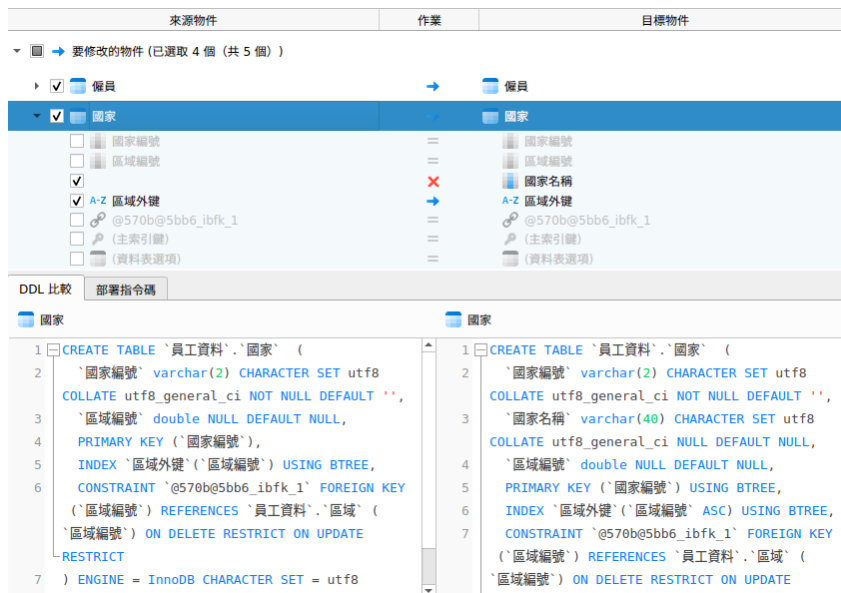 來源物件 作業 目標物件
要修改的物件 (已選取 4 個（共 5 個）)
僱員 僱員
國家 國家
國家編號 = 國家編號
區域編號 = 區域編號
國家名稱
A-Z 區域外鍵 A-Z 區域外鍵
@570b@5bb6_ibfk_1 = @570b@5bb6_ibfk_1
(主索引鍵) = (主索引鍵)
(資料表選項) = (資料表選項)
DDL 比較 部署指令碼
國家
1 CREATE TABLE `員工資料`.`國家` (
2 `國家編號` varchar(2) CHARACTER SET utf8
COLLATE utf8_general_ci NOT NULL DEFAULT '',
3 `區域編號` double NULL DEFAULT NULL,
4 PRIMARY KEY (`國家編號`),
5 INDEX `區域外鍵`(`區域編號`) USING BTREE,
6 CONSTRAINT `@570b@5bb6_ibfk_1` FOREIGN KEY
(`區域編號`) REFERENCES `員工資料`.`區域` (
`區域編號`) ON DELETE RESTRICT ON UPDATE
RESTRICT
7 ) ENGINE = InnoDB CHARACTER SET = utf8
國家
1 CREATE TABLE `員工資料`.`國家` (
2 `國家編號` varchar(2) CHARACTER SET utf8
COLLATE utf8_general_ci NOT NULL DEFAULT '',
3 `國家名稱` varchar(40) CHARACTER SET utf8
COLLATE utf8_general_ci NULL DEFAULT NULL,
4 `區域編號` double NULL DEFAULT NULL,
5 PRIMARY KEY (`國家編號`) USING BTREE,
6 INDEX `區域外鍵`(`區域編號` ASC) USING BTREE,
7 CONSTRAINT `@570b@5bb6_ibfk_1` FOREIGN KEY
(`區域編號`) REFERENCES `員工資料`.`區域` (
`區域編號`) ON DELETE RESTRICT ON UPDATE